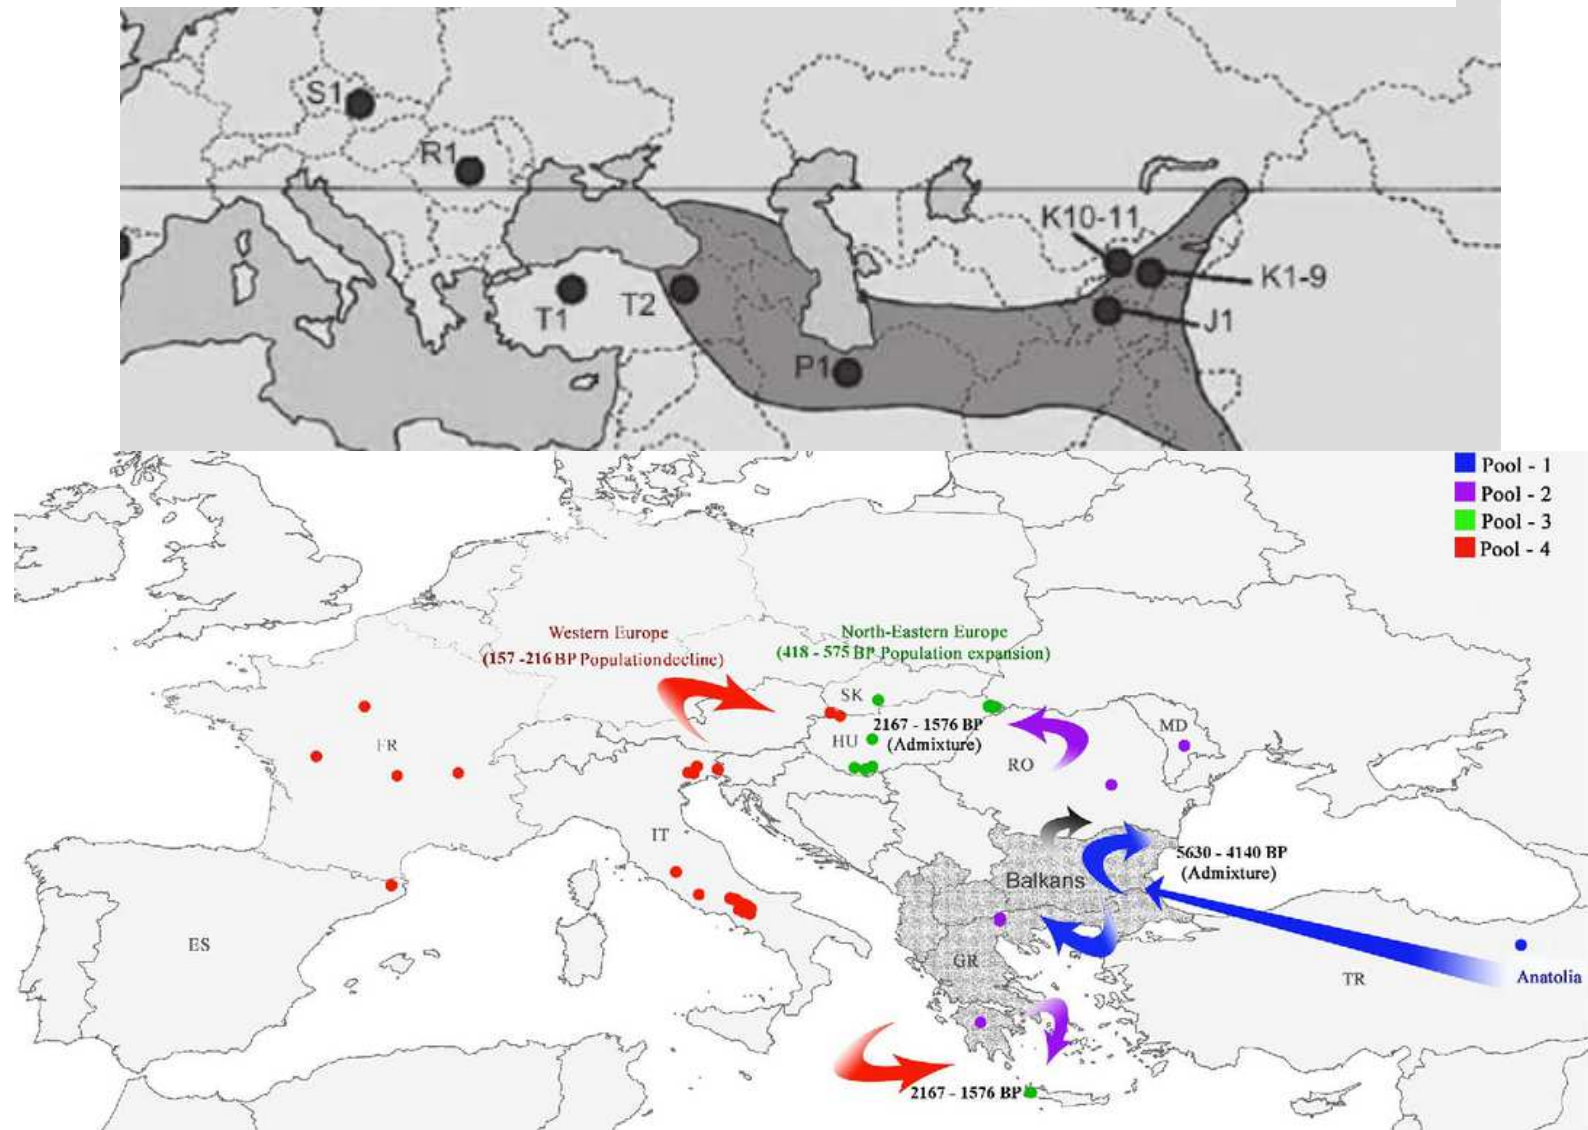 S1
R1
K10-11
K1-9
T1
T2
J1
P1
Pool - 1
Pool - 2
Pool - 3
Pool - 4
Western Europe
(157 -216 BP Populationdecline)
North-Eastern Europe
(418 - 575 BP Population expansion)
SK
2167 - 1576 BP
(Admixture)
MD
FR
HU
RO
IT
5630 - 4140 BP
(Admixture)
Balkans
ES
GR
TR
Anatolia
2167 - 1576 BP